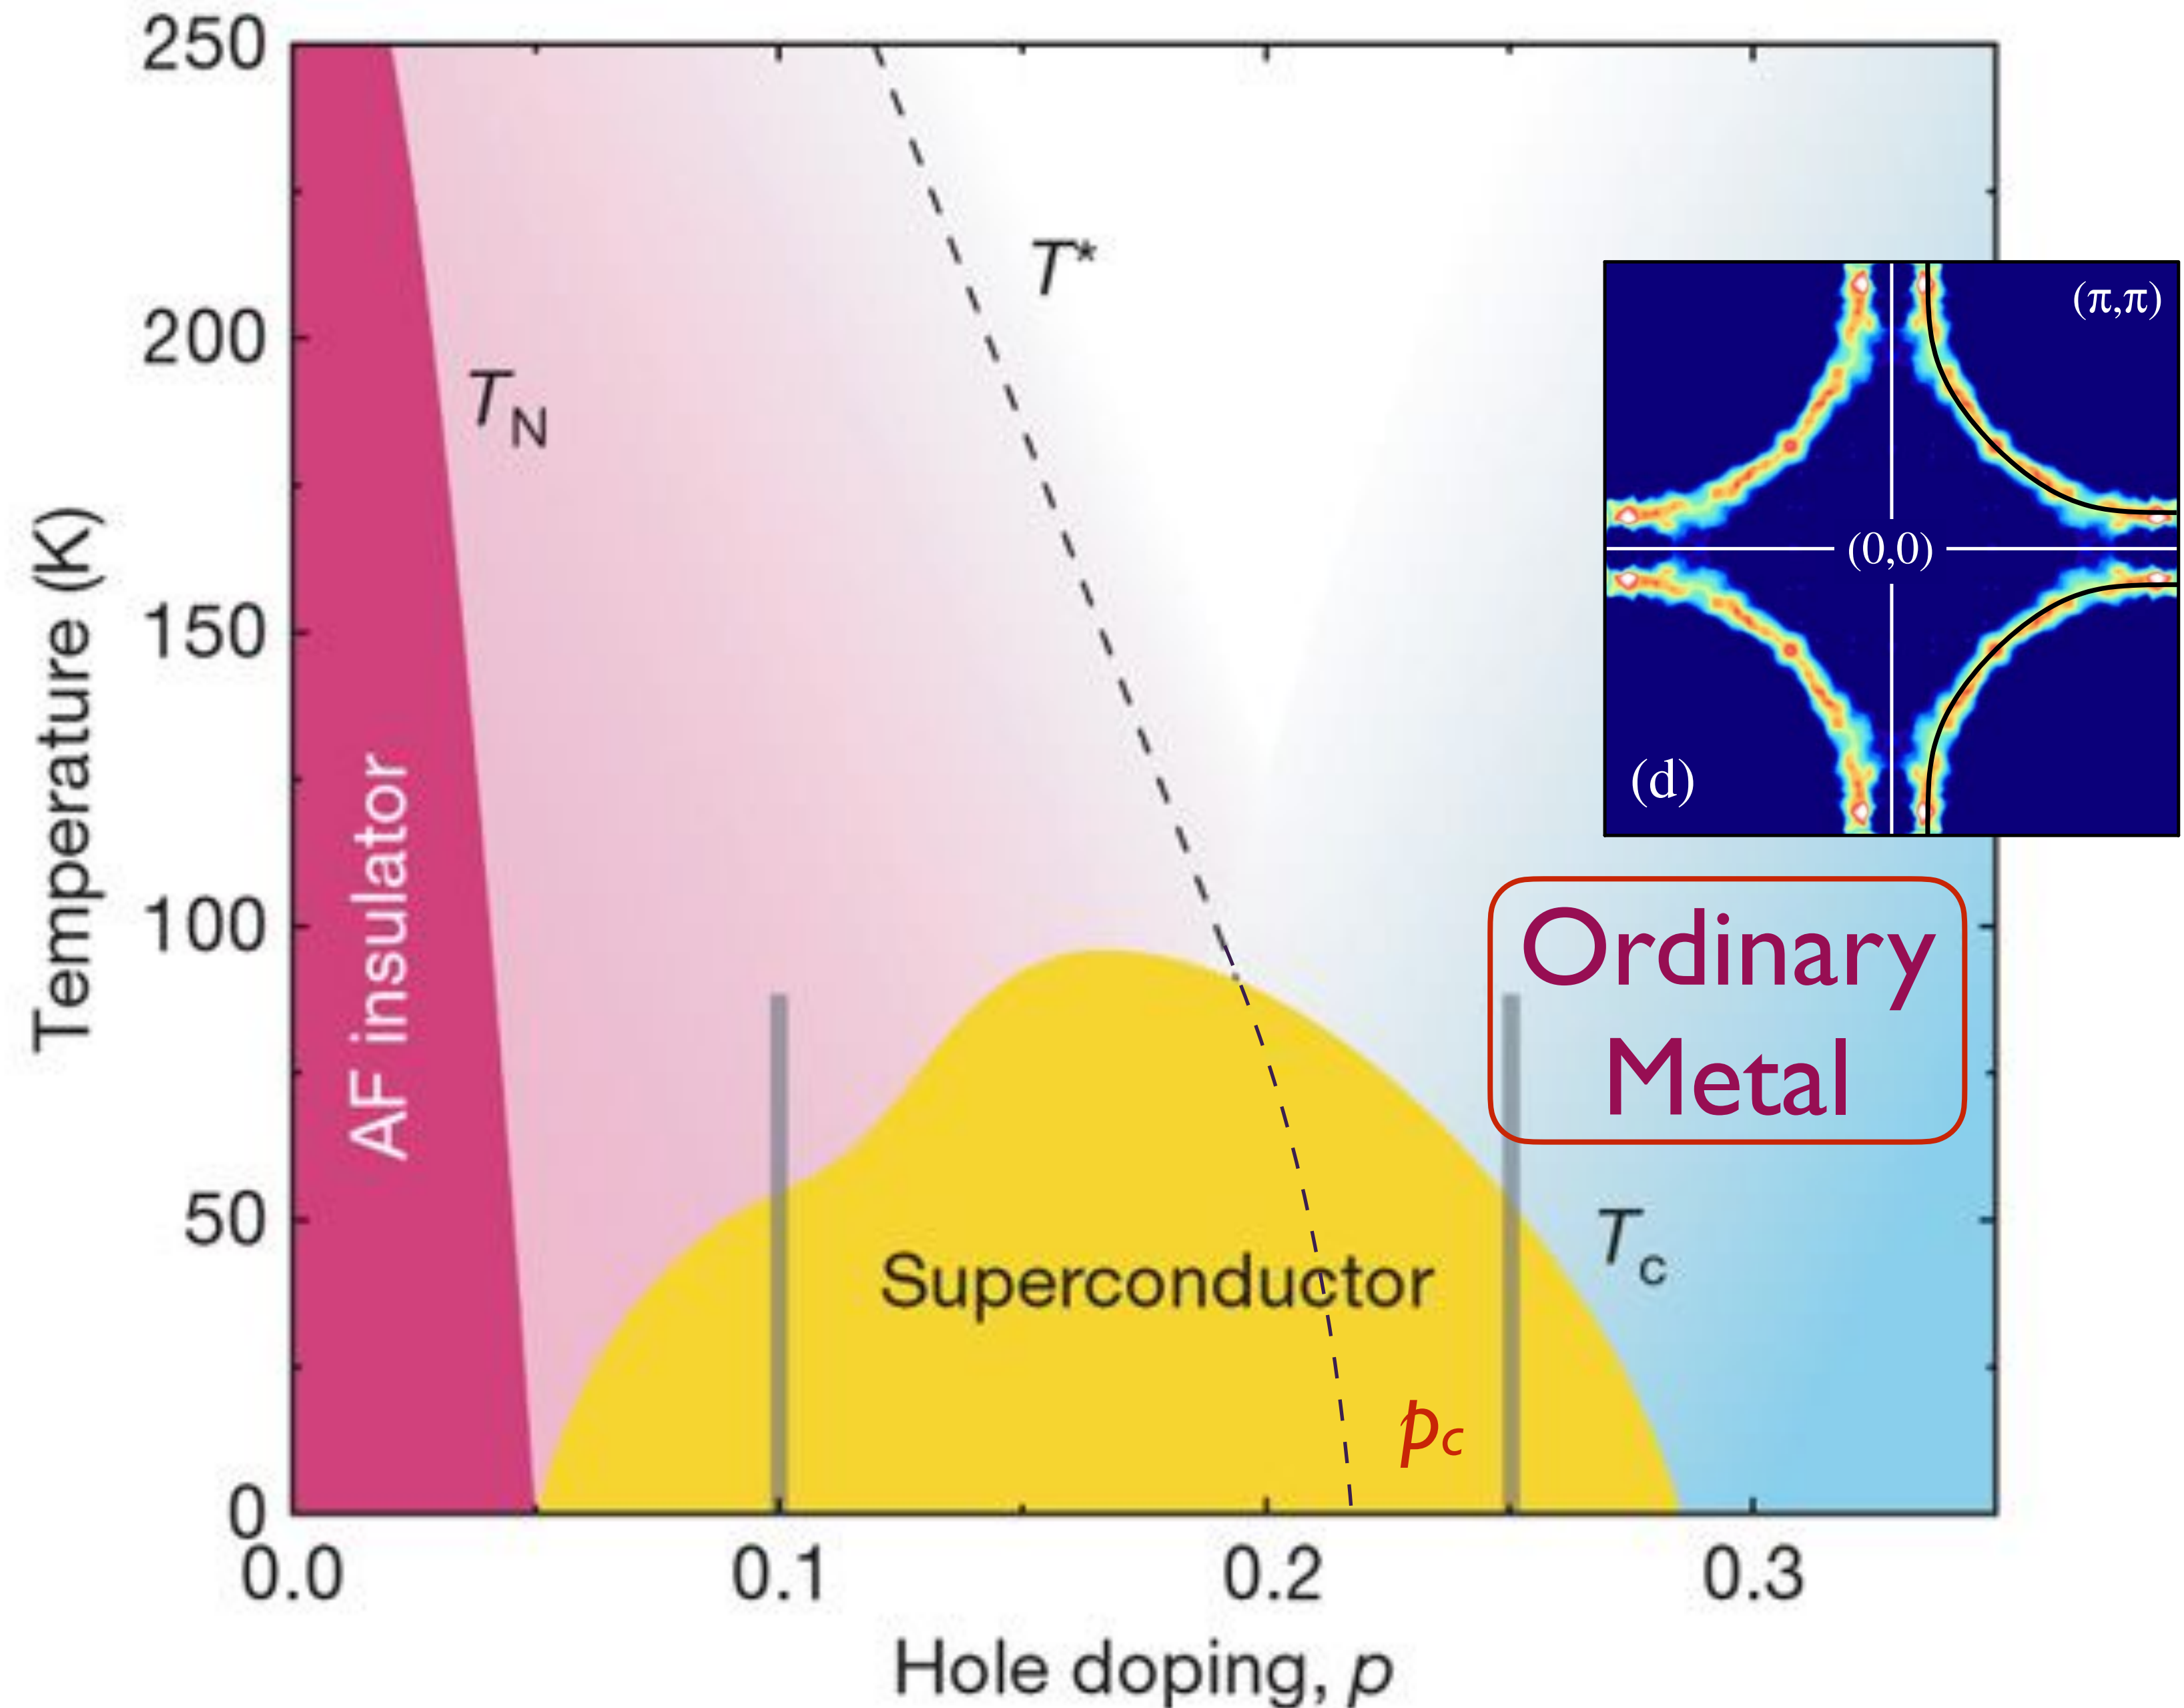 250
200
150
100
50
0
Temperature (K)
AF insulator
T_N
T*
(π,π)
(0,0)
(d)
Ordinary
Metal
T_c
Superconductor
p_c
0.0
0.1
0.2
0.3
Hole doping, p